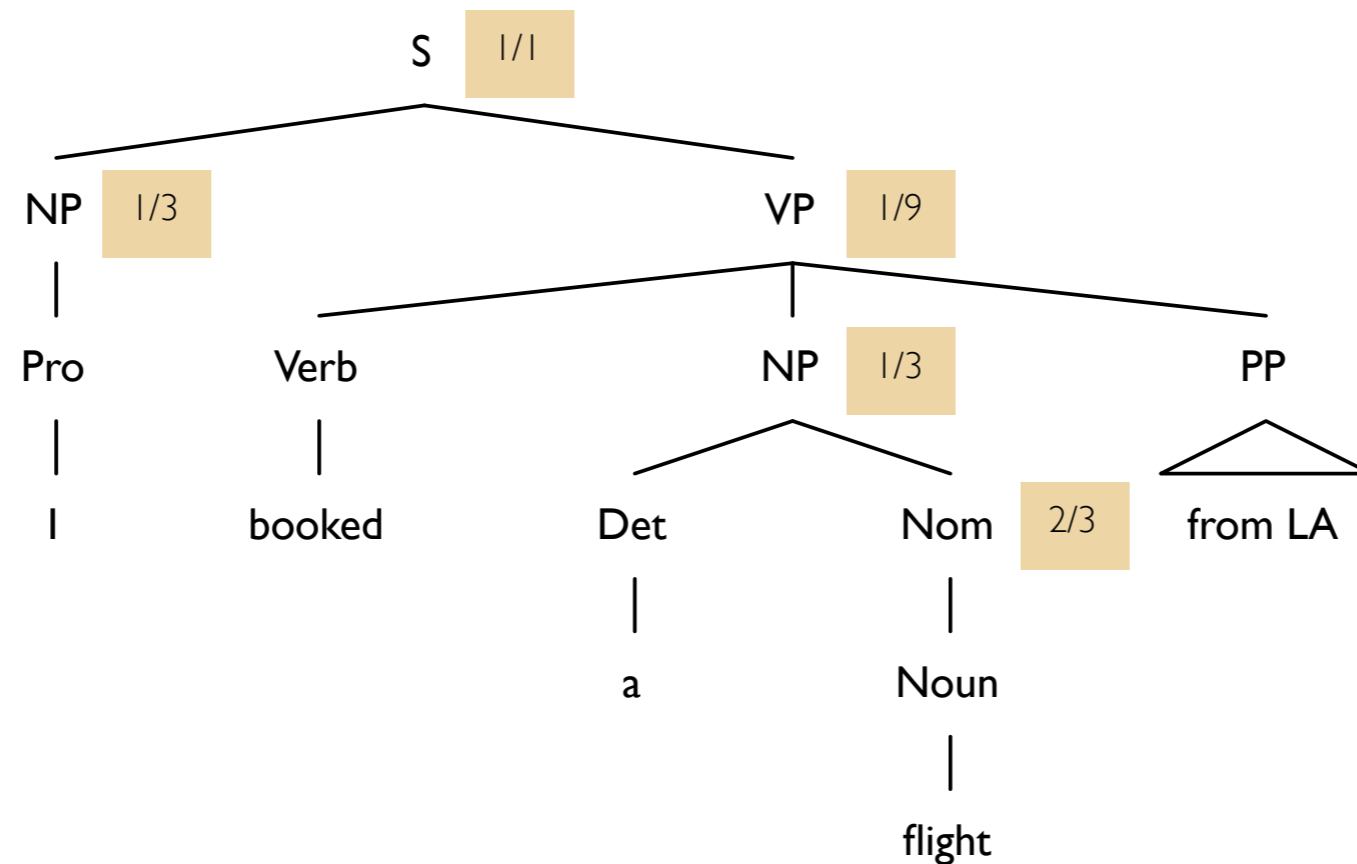 S 1/1
NP 1/3 VP 1/9
Pro Verb NP 1/3 PP
I booked Det Nom 2/3 from LA
a Noun
flight